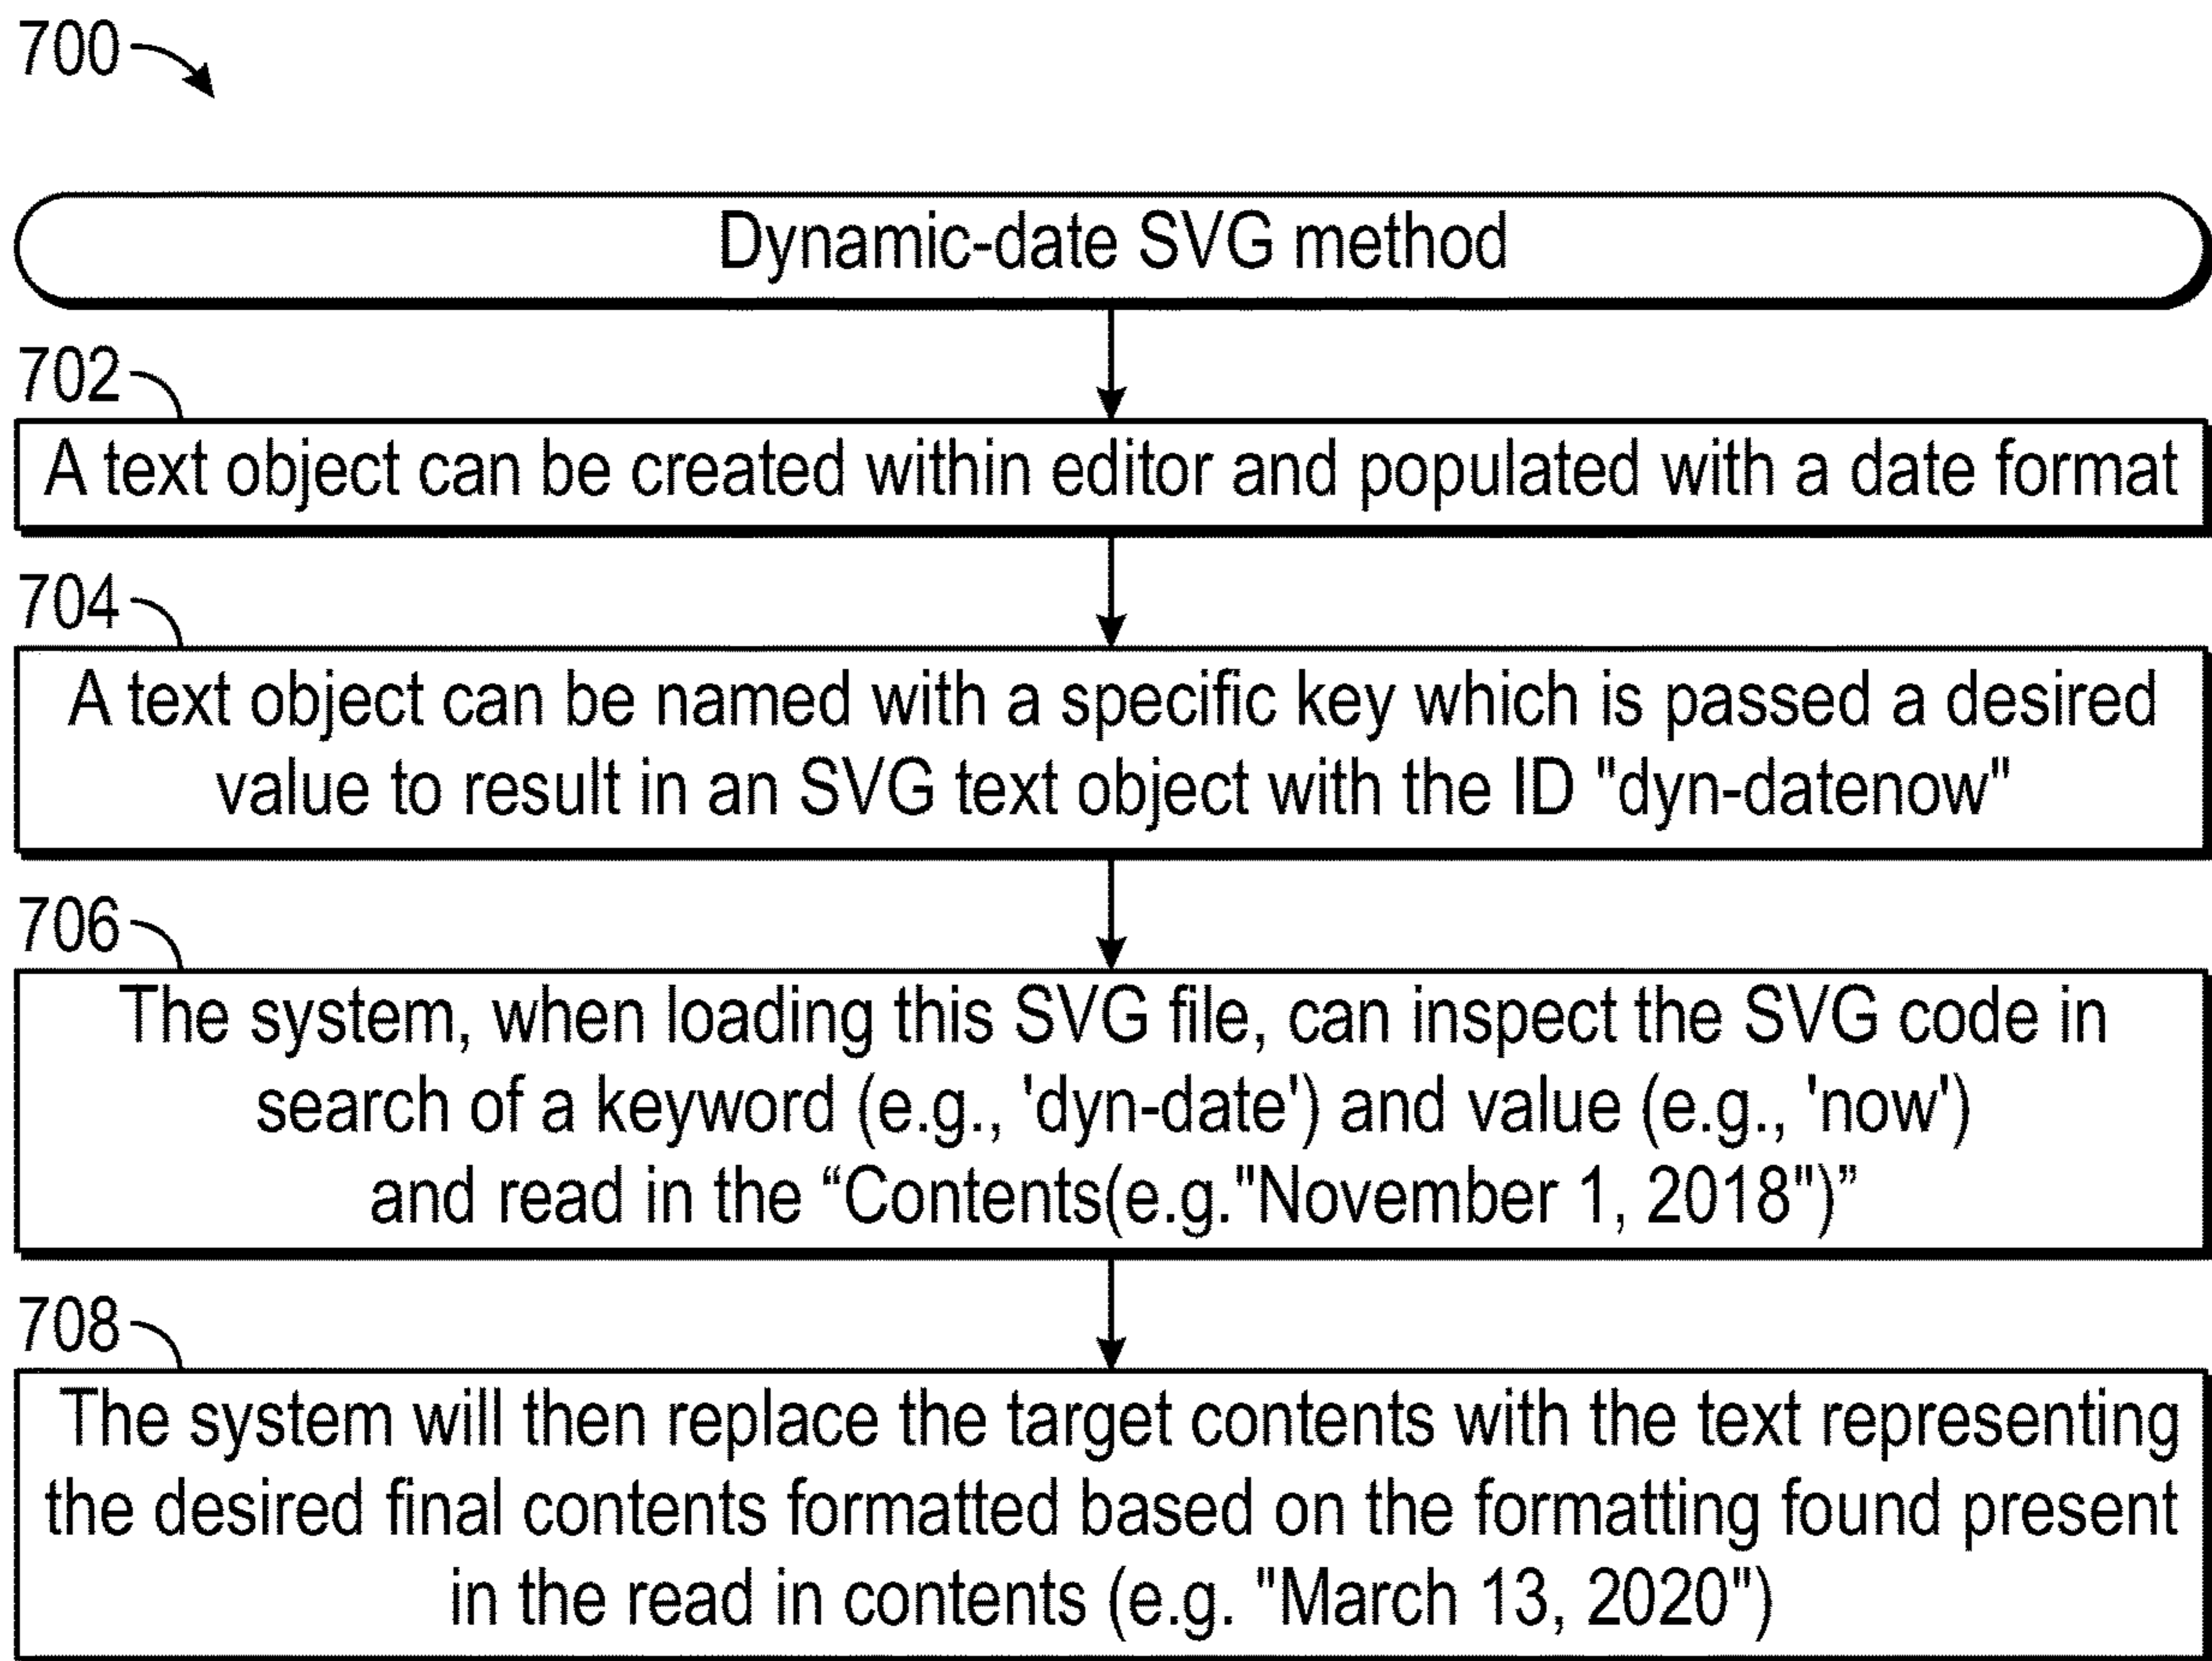 700
Dynamic-date SVG method
702
A text object can be created within editor and populated with a date format
704
A text object can be named with a specific key which is passed a desired
value to result in an SVG text object with the ID "dyn-datenow"
706
The system, when loading this SVG file, can inspect the SVG code in
search of a keyword (e.g., 'dyn-date') and value (e.g., 'now')
and read in the “Contents(e.g."November 1, 2018")”
708
The system will then replace the target contents with the text representing
the desired final contents formatted based on the formatting found present
in the read in contents (e.g. "March 13, 2020")